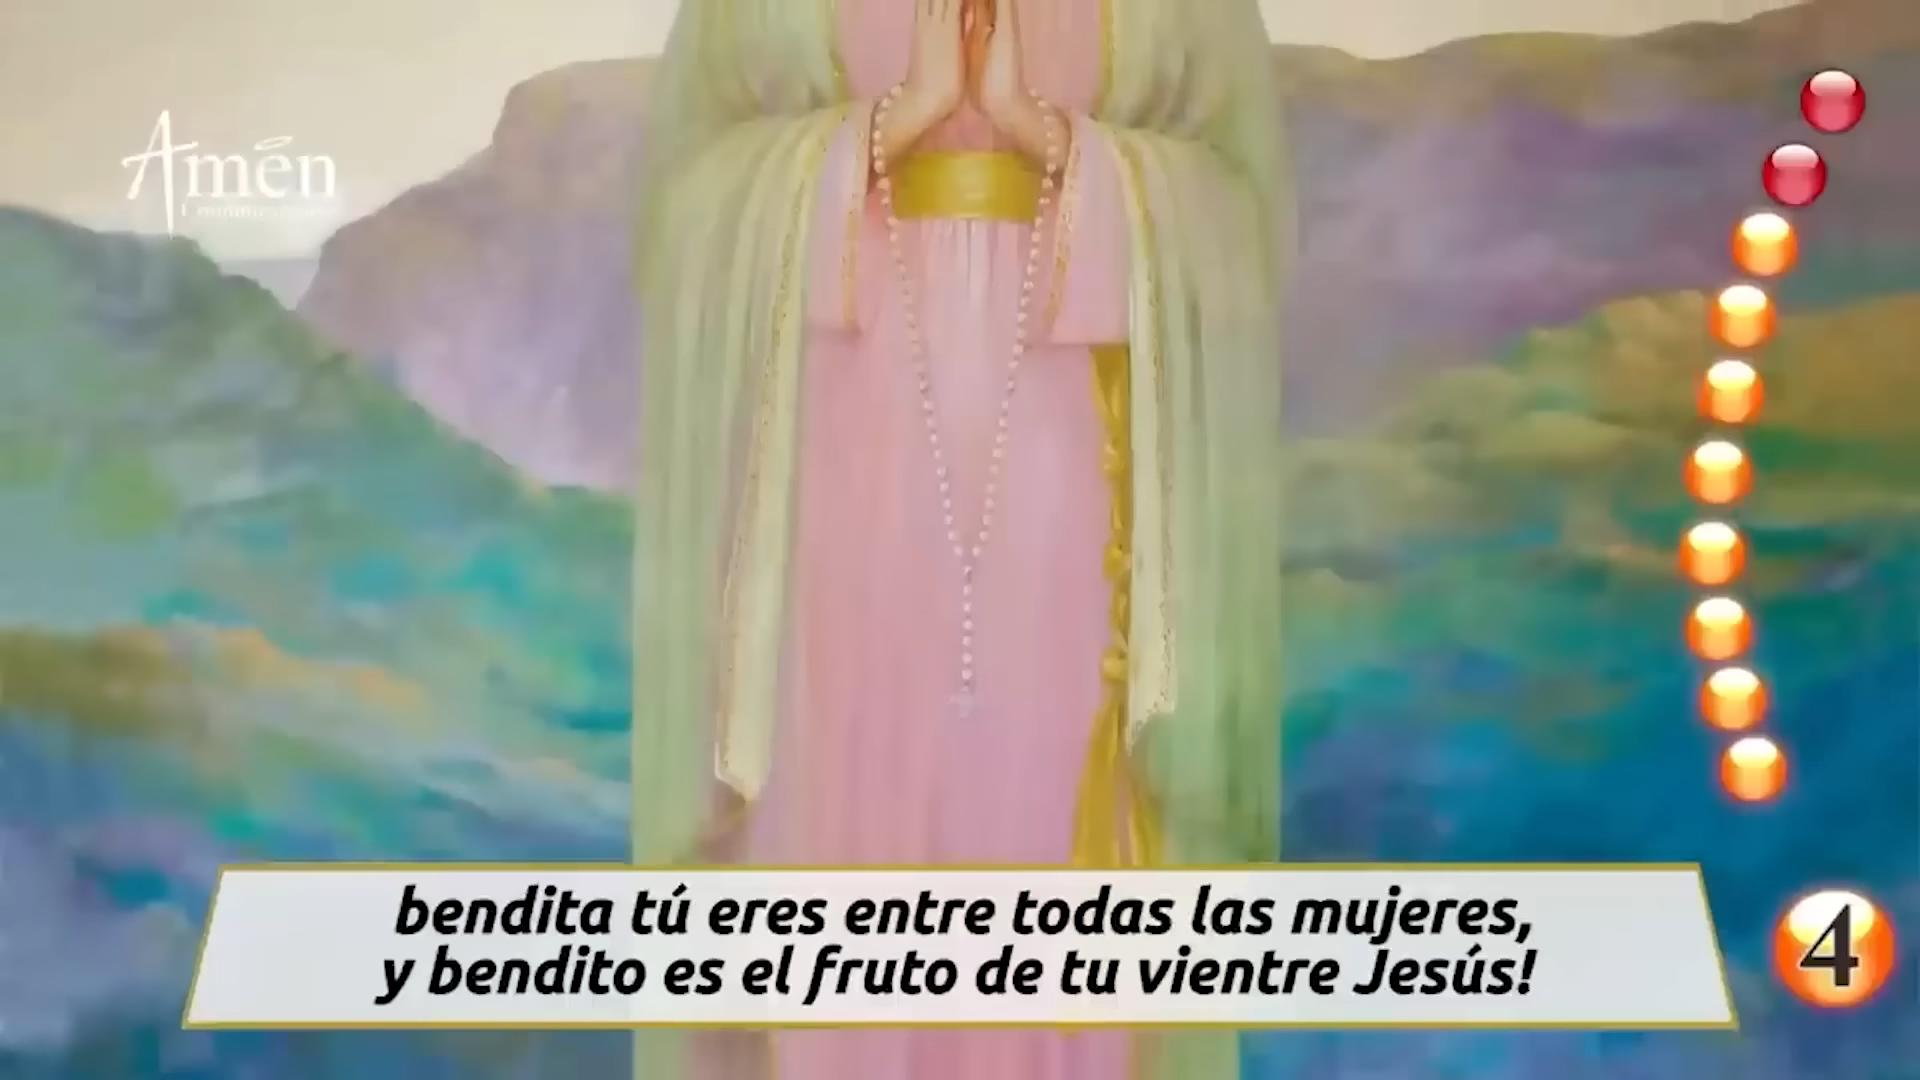 Amén
bendita tú eres entre todas las mujeres,
y bendito es el fruto de tu vientre Jesús!
4